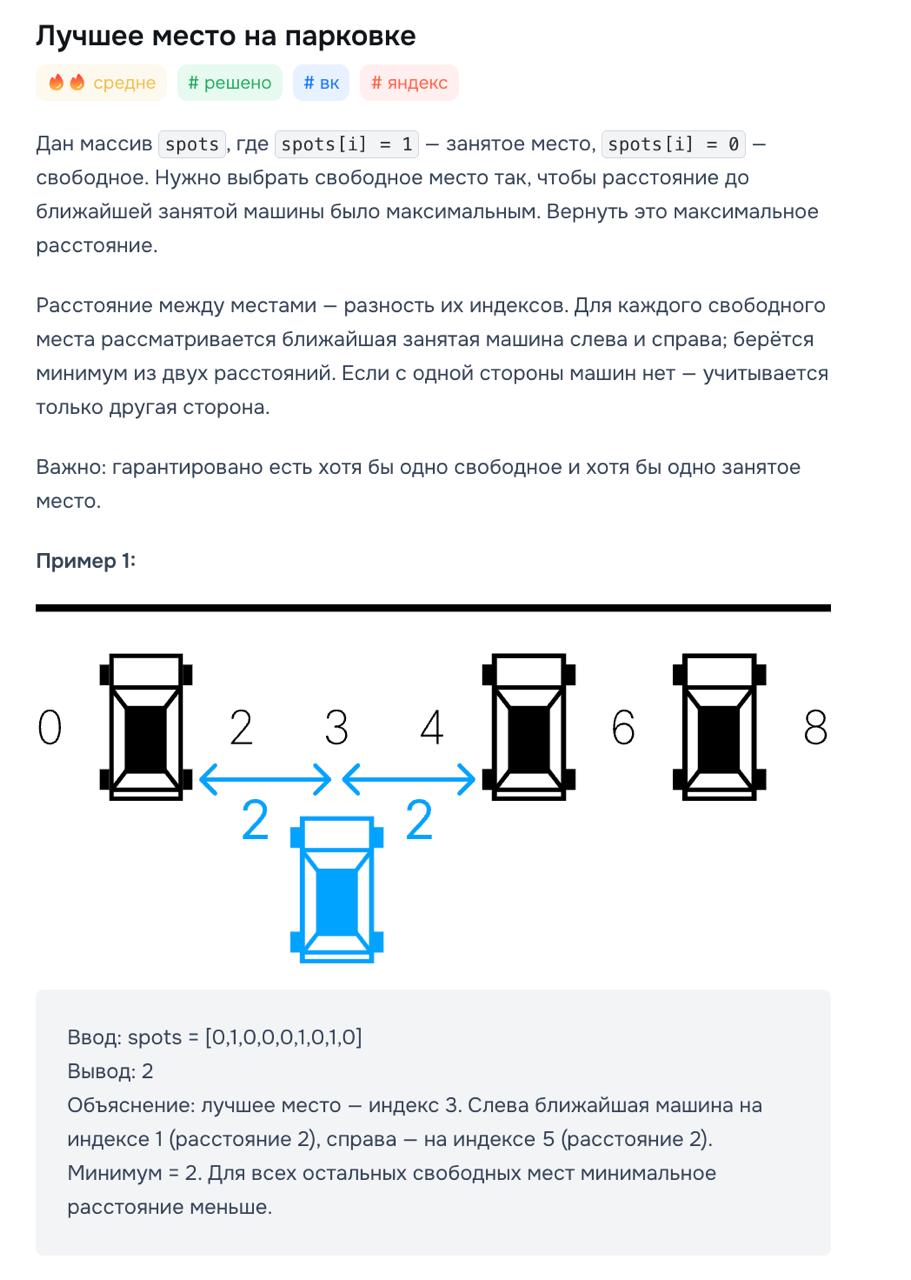 Лучшее место на парковке
средне # решено # вк # яндекс
Дан массив spots, где spots[i] = 1 — занятое место, spots[i] = 0 —
свободное. Нужно выбрать свободное место так, чтобы расстояние до
ближайшей занятой машины было максимальным. Вернуть это максимальное
расстояние.
Расстояние между местами — разность их индексов. Для каждого свободного
места рассматривается ближайшая занятая машина слева и справа; берётся
минимум из двух расстояний. Если с одной стороны машин нет — учитывается
только другая сторона.
Важно: гарантировано есть хотя бы одно свободное и хотя бы одно занятое
место.
Пример 1:
0 2 3 4 6 8
2 2
Ввод: spots = [0,1,0,0,0,1,0,1,0]
Вывод: 2
Объяснение: лучшее место — индекс 3. Слева ближайшая машина на
индексе 1 (расстояние 2), справа — на индексе 5 (расстояние 2).
Минимум = 2. Для всех остальных свободных мест минимальное
расстояние меньше.